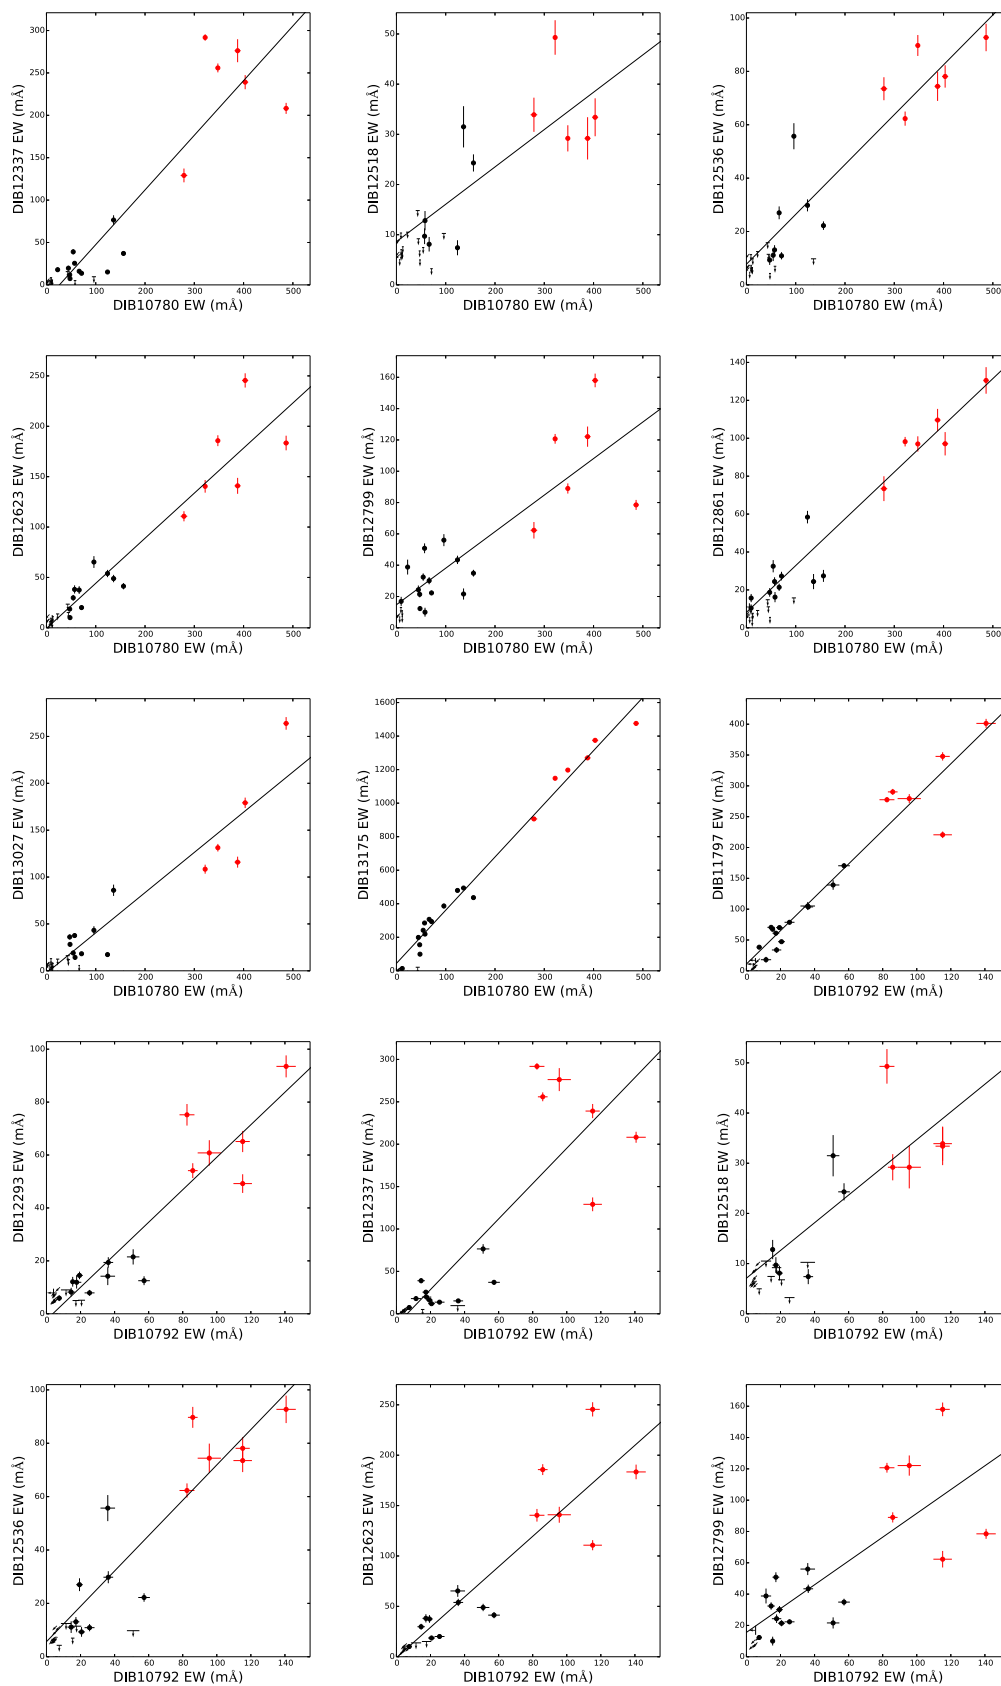 300
250
200
150
100
50
0
0 100 200 300 400 500
DIB12337 EW (mÅ)
DIB10780 EW (mÅ)
50
40
30
20
10
0
0 100 200 300 400 500
DIB12518 EW (mÅ)
DIB10780 EW (mÅ)
100
80
60
40
20
0
0 100 200 300 400 500
DIB12536 EW (mÅ)
DIB10780 EW (mÅ)
250
200
150
100
50
0
0 100 200 300 400 500
DIB12623 EW (mÅ)
DIB10780 EW (mÅ)
160
140
120
100
80
60
40
20
0
0 100 200 300 400 500
DIB12799 EW (mÅ)
DIB10780 EW (mÅ)
140
120
100
80
60
40
20
0
0 100 200 300 400 500
DIB12861 EW (mÅ)
DIB10780 EW (mÅ)
250
200
150
100
50
0
0 100 200 300 400 500
DIB13027 EW (mÅ)
DIB10780 EW (mÅ)
1600
1400
1200
1000
800
600
400
200
0
0 100 200 300 400 500
DIB13175 EW (mÅ)
DIB10780 EW (mÅ)
400
350
300
250
200
150
100
50
0
0 20 40 60 80 100 120 140
DIB11797 EW (mÅ)
DIB10792 EW (mÅ)
100
80
60
40
20
0
0 20 40 60 80 100 120 140
DIB12293 EW (mÅ)
DIB10792 EW (mÅ)
300
250
200
150
100
50
0
0 20 40 60 80 100 120 140
DIB12337 EW (mÅ)
DIB10792 EW (mÅ)
50
40
30
20
10
0
0 20 40 60 80 100 120 140
DIB12518 EW (mÅ)
DIB10792 EW (mÅ)
100
80
60
40
20
0
0 20 40 60 80 100 120 140
DIB12536 EW (mÅ)
DIB10792 EW (mÅ)
250
200
150
100
50
0
0 20 40 60 80 100 120 140
DIB12623 EW (mÅ)
DIB10792 EW (mÅ)
160
140
120
100
80
60
40
20
0
0 20 40 60 80 100 120 140
DIB12799 EW (mÅ)
DIB10792 EW (mÅ)